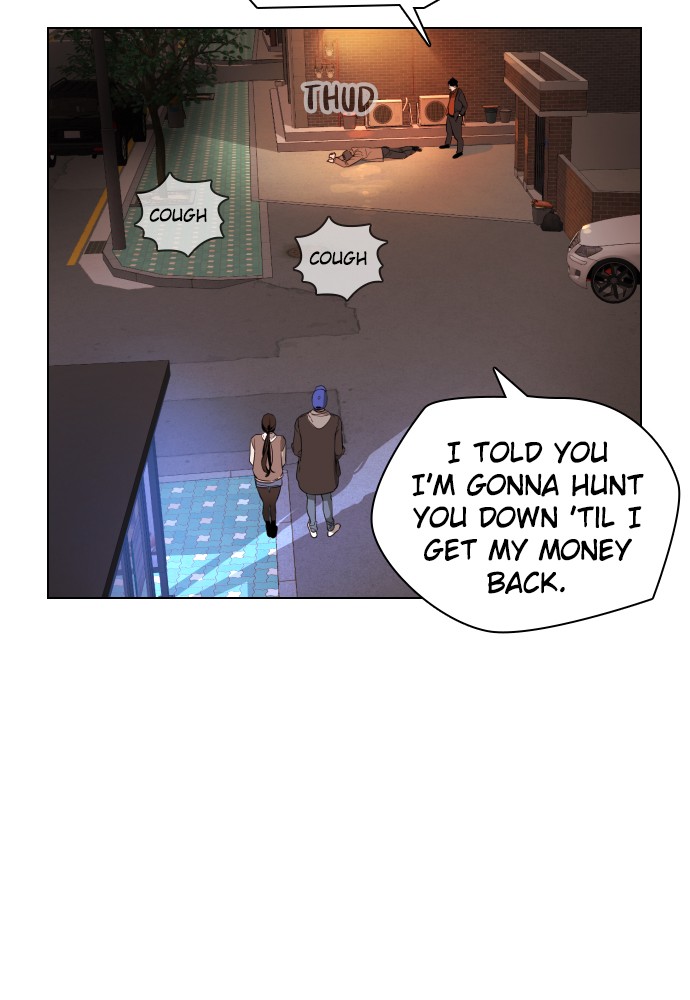 THUD
COUGH
COUGH
I TOLD YOU
I'M GONNA HUNT
YOU DOWN 'TIL I
GET MY MONEY
BACK.